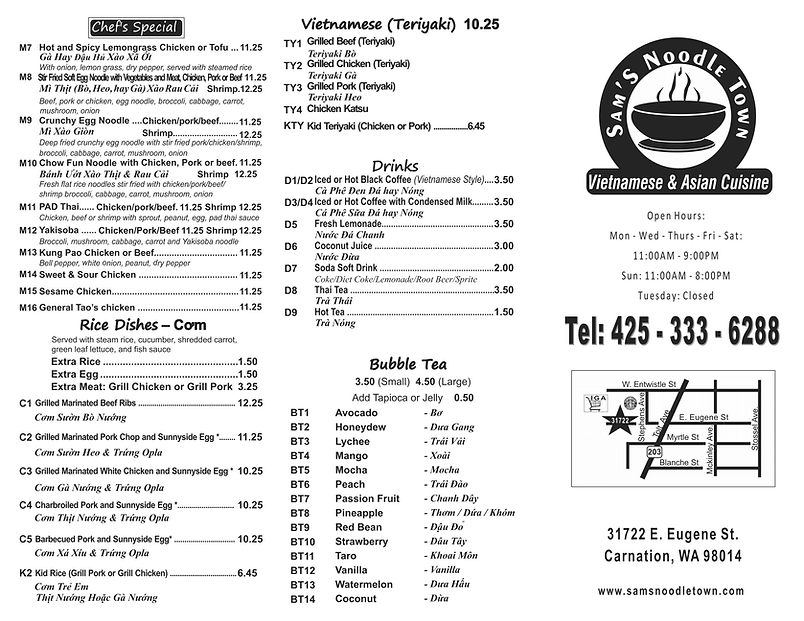 Chef's Special
M7 Hot and Spicy Lemongrass Chicken or Tofu ... 11.25
Gà Hay Đậu Hủ Xào Xả Ớt
With onion, lemon grass, dry pepper, served with steamed rice
M8 Stir Fried Soft Egg Noodle with Vegetables and Meat, Chicken, Pork or Beef 11.25
Mì Thịt (Bò, Heo, hay Gà) Xào Rau Cải Shrimp.12.25
Beef, pork or chicken, egg noodle, broccoli, cabbage, carrot,
mushroom, onion
M9 Crunchy Egg Noodle ....Chicken/pork/beef........ 11.25
Mì Xào Giòn Shrimp....................... 12.25
Deep fried crunchy egg noodle with stir fried pork/chicken/shrimp,
broccoli, cabbage, carrot, mushroom, onion
M10 Chow Fun Noodle with Chicken, Pork or beef. 11.25
Bánh Ướt Xào Thịt & Rau Cải Shrimp 12.25
Fresh flat rice noodles stir fried with chicken/pork/beef/
shrimp broccoli, cabbage, carrot, mushroom, onion
M11 PAD Thai...... Chicken/pork/beef. 11.25 Shrimp 12.25
Chicken, beef or shrimp with sprout, peanut, egg, pad thai sauce
M12 Yakisoba ...... Chicken/Pork/Beef 11.25 Shrimp 12.25
Broccoli, mushroom, cabbage, carrot and Yakisoba noodle
M13 Kung Pao Chicken or Beef............................ 11.25
Bell pepper, white onion, peanut, dry pepper
M14 Sweet & Sour Chicken ................................. 11.25
M15 Sesame Chicken.......................................... 11.25
M16 General Tao's chicken .................................. 11.25
Rice Dishes – Cơm
Served with steam rice, cucumber, shredded carrot,
green leaf lettuce, and fish sauce
Extra Rice .......................................... 1.50
Extra Egg ........................................... 1.50
Extra Meat: Grill Chicken or Grill Pork 3.25
C1 Grilled Marinated Beef Ribs ........................................ 12.25
Cơm Sườn Bò Nướng
C2 Grilled Marinated Pork Chop and Sunnyside Egg *....... 11.25
Cơm Sườn Heo & Trứng Opla
C3 Grilled Marinated White Chicken and Sunnyside Egg * 10.25
Cơm Gà Nướng & Trứng Opla
C4 Charbroiled Pork and Sunnyside Egg *........................ 10.25
Cơm Thịt Nướng & Trứng Opla
C5 Barbecued Pork and Sunnyside Egg* ......................... 10.25
Cơm Xá Xíu & Trứng Opla
K2 Kid Rice (Grill Pork or Grill Chicken) ............................ 6.45
Cơm Trẻ Em
Thịt Nướng Hoặc Gà Nướng
Vietnamese (Teriyaki) 10.25
TY1 Grilled Beef (Teriyaki)
Teriyaki Bò
TY2 Grilled Chicken (Teriyaki)
Teriyaki Gà
TY3 Grilled Pork (Teriyaki)
Teriyaki Heo
TY4 Chicken Katsu
KTY Kid Teriyaki (Chicken or Pork) ................. 6.45
Drinks
D1/D2 Iced or Hot Black Coffee (Vietnamese Style).... 3.50
Cà Phê Đen Đá hay Nóng
D3/D4 Iced or Hot Coffee with Condensed Milk........ 3.50
Cá Phê Sữa Đá hay Nóng
D5 Fresh Lemonade.......................................... 3.50
Nước Đá Chanh
D6 Coconut Juice ............................................ 3.00
Nước Dừa
D7 Soda Soft Drink .......................................... 2.00
Coke/Diet Coke/Lemonade/Root Beer/Sprite
D8 Thai Tea ..................................................... 3.50
Trà Thái
D9 Hot Tea ....................................................... 1.50
Trà Nóng
Bubble Tea
3.50 (Small) 4.50 (Large)
Add Tapioca or Jelly 0.50
BT1 Avocado - Bơ
BT2 Honeydew - Dưa Gang
BT3 Lychee - Trái Vải
BT4 Mango - Xoài
BT5 Mocha - Mocha
BT6 Peach - Trái Đào
BT7 Passion Fruit - Chanh Dây
BT8 Pineapple - Thơm / Dứa / Khóm
BT9 Red Bean - Đậu Đỏ
BT10 Strawberry - Dâu Tây
BT11 Taro - Khoai Môn
BT12 Vanilla - Vanilla
BT13 Watermelon - Dưa Hấu
BT14 Coconut - Dừa
SAM'S NOODLE TOWN
Vietnamese & Asian Cuisine
Open Hours:
Mon - Wed - Thurs - Fri - Sat:
11:00AM - 9:00PM
Sun: 11:00AM - 8:00PM
Tuesday: Closed
Tel: 425 - 333 - 6288
W. Entwistle St
IGA
31722
Stephens Ave
E. Eugene St
Myrtle St
203
Blanche St
Mckinley Ave
Stossel Ave
31722 E. Eugene St.
Carnation, WA 98014
www.samsnoodletown.com